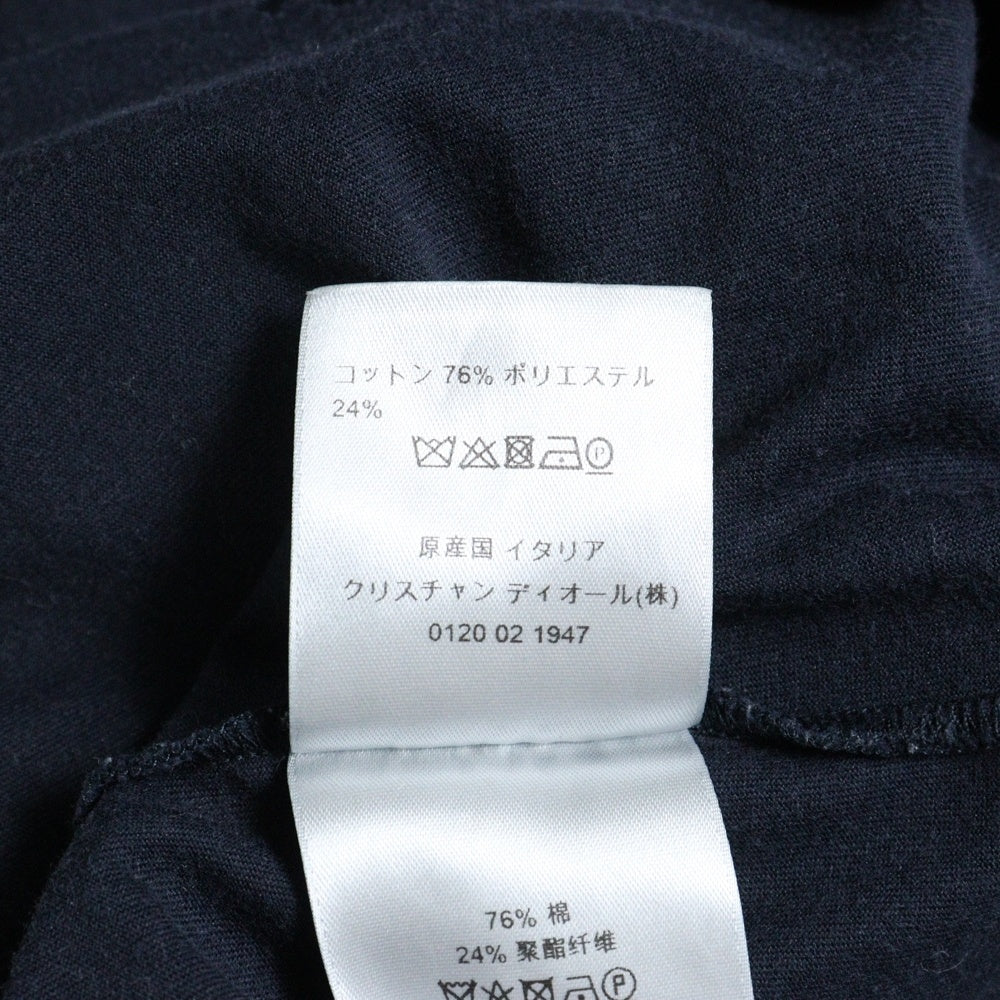 コットン 76% ポリエステル
24%
P
原産国 イタリア
クリスチャン ディオール(株)
0120 02 1947
76% 棉
24% 聚酯纤维
P